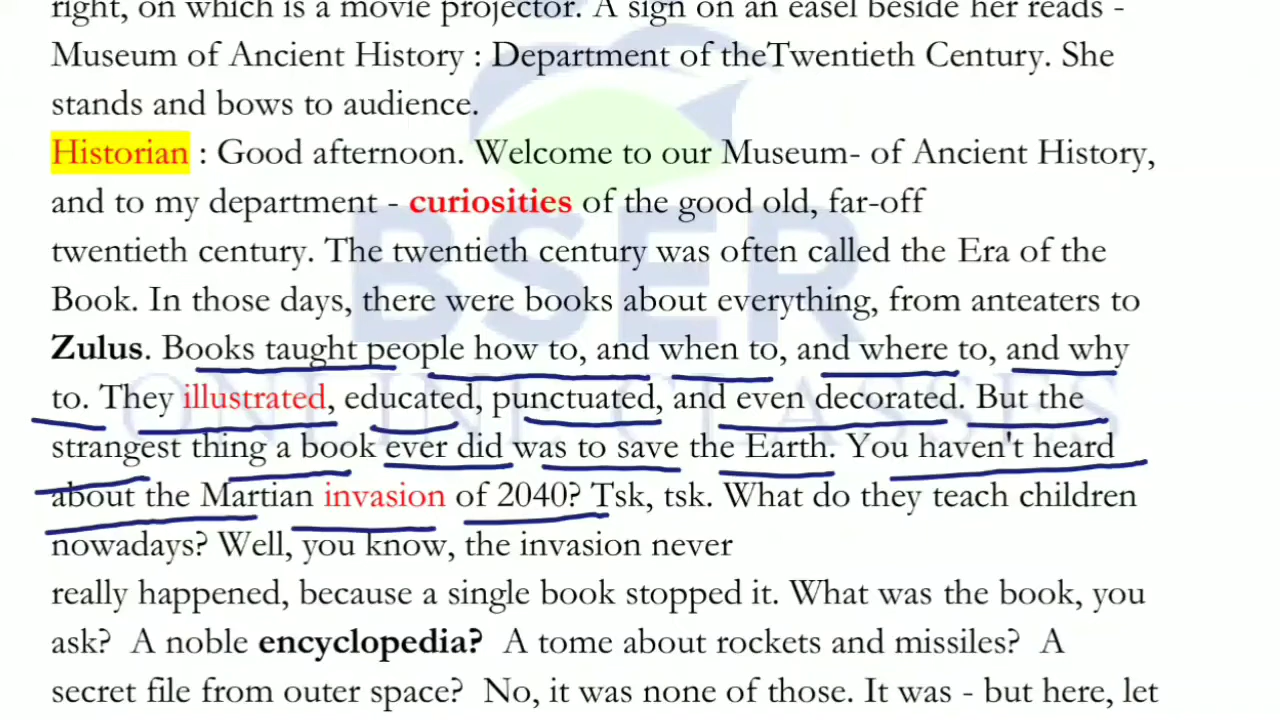 right, on which is a movie projector. A sign on an easel beside her reads -
Museum of Ancient History : Department of theTwentieth Century. She
stands and bows to audience.
Historian : Good afternoon. Welcome to our Museum- of Ancient History,
and to my department - curiosities of the good old, far-off
twentieth century. The twentieth century was often called the Era of the
Book. In those days, there were books about everything, from anteaters to
Zulus. Books taught people how to, and when to, and where to, and why
to. They illustrated, educated, punctuated, and even decorated. But the
strangest thing a book ever did was to save the Earth. You haven't heard
about the Martian invasion of 2040? Tsk, tsk. What do they teach children
nowadays? Well, you know, the invasion never
really happened, because a single book stopped it. What was the book, you
ask? A noble encyclopedia? A tome about rockets and missiles? A
secret file from outer space? No, it was none of those. It was - but here, let
BSER
ONLINE CLASSES